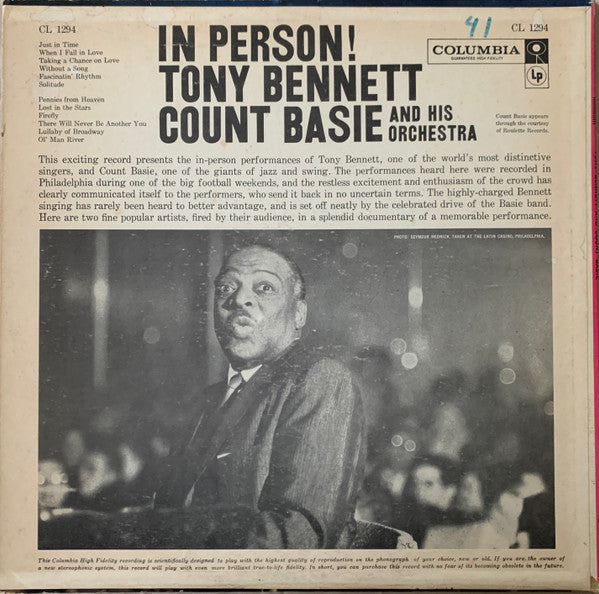 CL 1294
41
CL 1294
IN PERSON!
TONY BENNETT
COUNT BASIE AND HIS ORCHESTRA
COLUMBIA
GUARANTEED HIGH FIDELITY
Lp
Just in Time
When I Fall in Love
Taking a Chance on Love
Without a Song
Fascinatin' Rhythm
Solitude
Pennies from Heaven
Lost in the Stars
Firefly
There Will Never Be Another You
Lullaby of Broadway
Ol' Man River
Count Basie appears
through the courtesy
of Roulette Records.
This exciting record presents the in-person performances of Tony Bennett, one of the world's most distinctive
singers, and Count Basie, one of the giants of jazz and swing. The performances heard here were recorded in
Philadelphia during one of the big football weekends, and the restless excitement and enthusiasm of the crowd has
clearly communicated itself to the performers, who send it back in no uncertain terms. The highly-charged Bennett
singing has rarely been heard to better advantage, and is set off neatly by the celebrated drive of the Basie band.
Here are two fine popular artists, fired by their audience, in a splendid documentary of a memorable performance.
PHOTO: SEYMOUR MEDNICK, TAKEN AT THE LATIN CASINO, PHILADELPHIA.
This Columbia High Fidelity recording is scientifically designed to play with the highest quality of reproduction on the phonograph of your choice, new or old. If you are the owner of
a new stereophonic system, this record will play with even more brilliant true-to-life fidelity. In short, you can purchase this record with no fear of its becoming obsolete in the future.